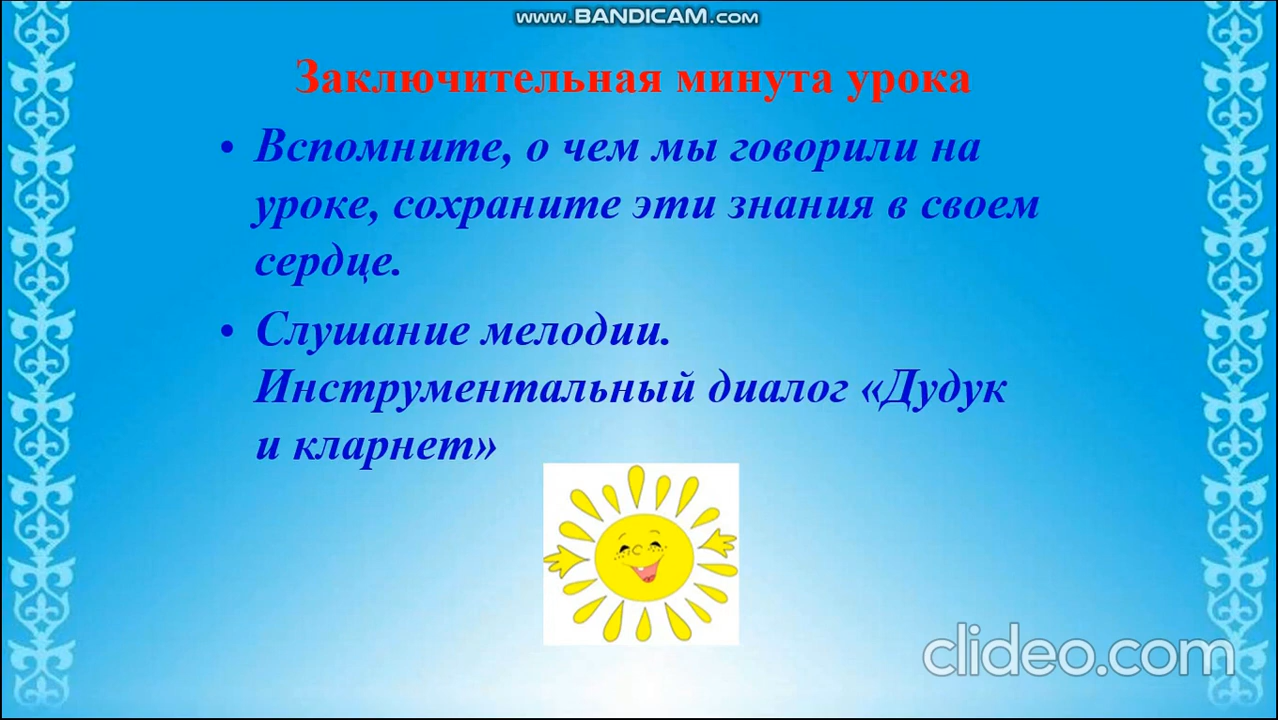 www.BANDICAM.com
Заключительная минута урока
• Вспомните, о чем мы говорили на
уроке, сохраните эти знания в своем
сердце.
• Слушание мелодии.
Инструментальный диалог «Дудук
и кларнет»
clideo.com